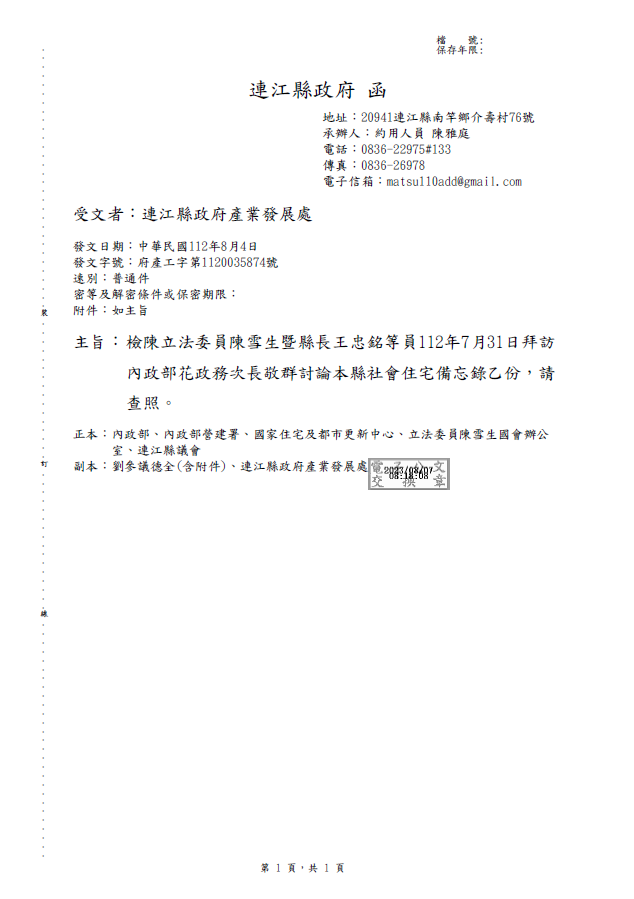 檔　　號:
保存年限:
連江縣政府 函
地址：20941連江縣南竿鄉介壽村76號
承辦人：約用人員 陳雅庭
電話：0836-22975#133
傳真：0836-26978
電子信箱：matsu110add@gmail.com
受文者：連江縣政府產業發展處
發文日期：中華民國112年8月4日
發文字號：府產工字第1120035874號
速別：普通件
密等及解密條件或保密期限：
附件：如主旨
裝
主旨：檢陳立法委員陳雪生暨縣長王忠銘等員112年7月31日拜訪
內政部花政務次長敬群討論本縣社會住宅備忘錄乙份，請
查照。
正本：內政部、內政部營建署、國家住宅及都市更新中心、立法委員陳雪生國會辦公
室、連江縣議會
訂
副本：劉參議德全(含附件)、連江縣政府產業發展處
電子公文
2023/08/07
08:18:08
交換章
線
第 1 頁，共 1 頁